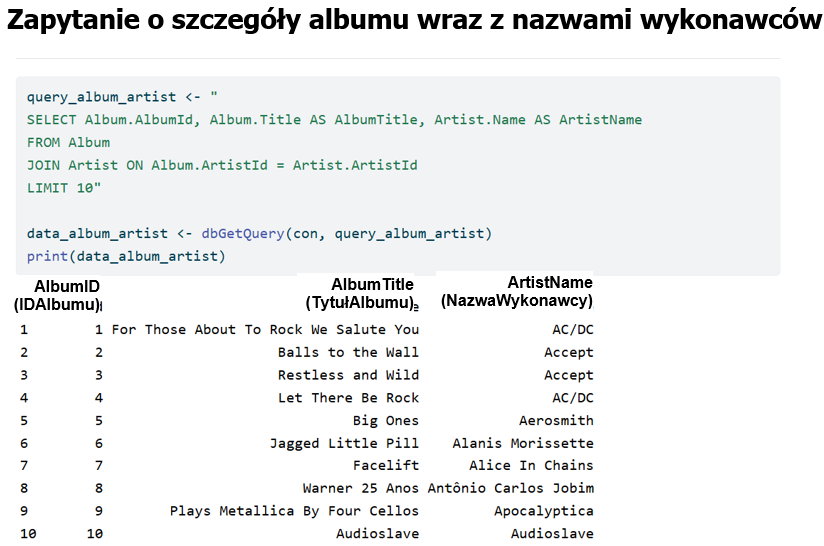 Zapytanie o szczegóły albumu wraz z nazwami wykonawców
query_album_artist <- "
SELECT Album.AlbumId, Album.Title AS AlbumTitle, Artist.Name AS ArtistName
FROM Album
JOIN Artist ON Album.ArtistId = Artist.ArtistId
LIMIT 10"
data_album_artist <- dbGetQuery(con, query_album_artist)
print(data_album_artist)
AlbumID AlbumTitle ArtistName
(IDAlbumu) (TytułAlbumu) (NazwaWykonawcy)
1 1 For Those About To Rock We Salute You AC/DC
2 2 Balls to the Wall Accept
3 3 Restless and Wild Accept
4 4 Let There Be Rock AC/DC
5 5 Big Ones Aerosmith
6 6 Jagged Little Pill Alanis Morissette
7 7 Facelift Alice In Chains
8 8 Warner 25 Anos Antônio Carlos Jobim
9 9 Plays Metallica By Four Cellos Apocalyptica
10 10 Audioslave Audioslave